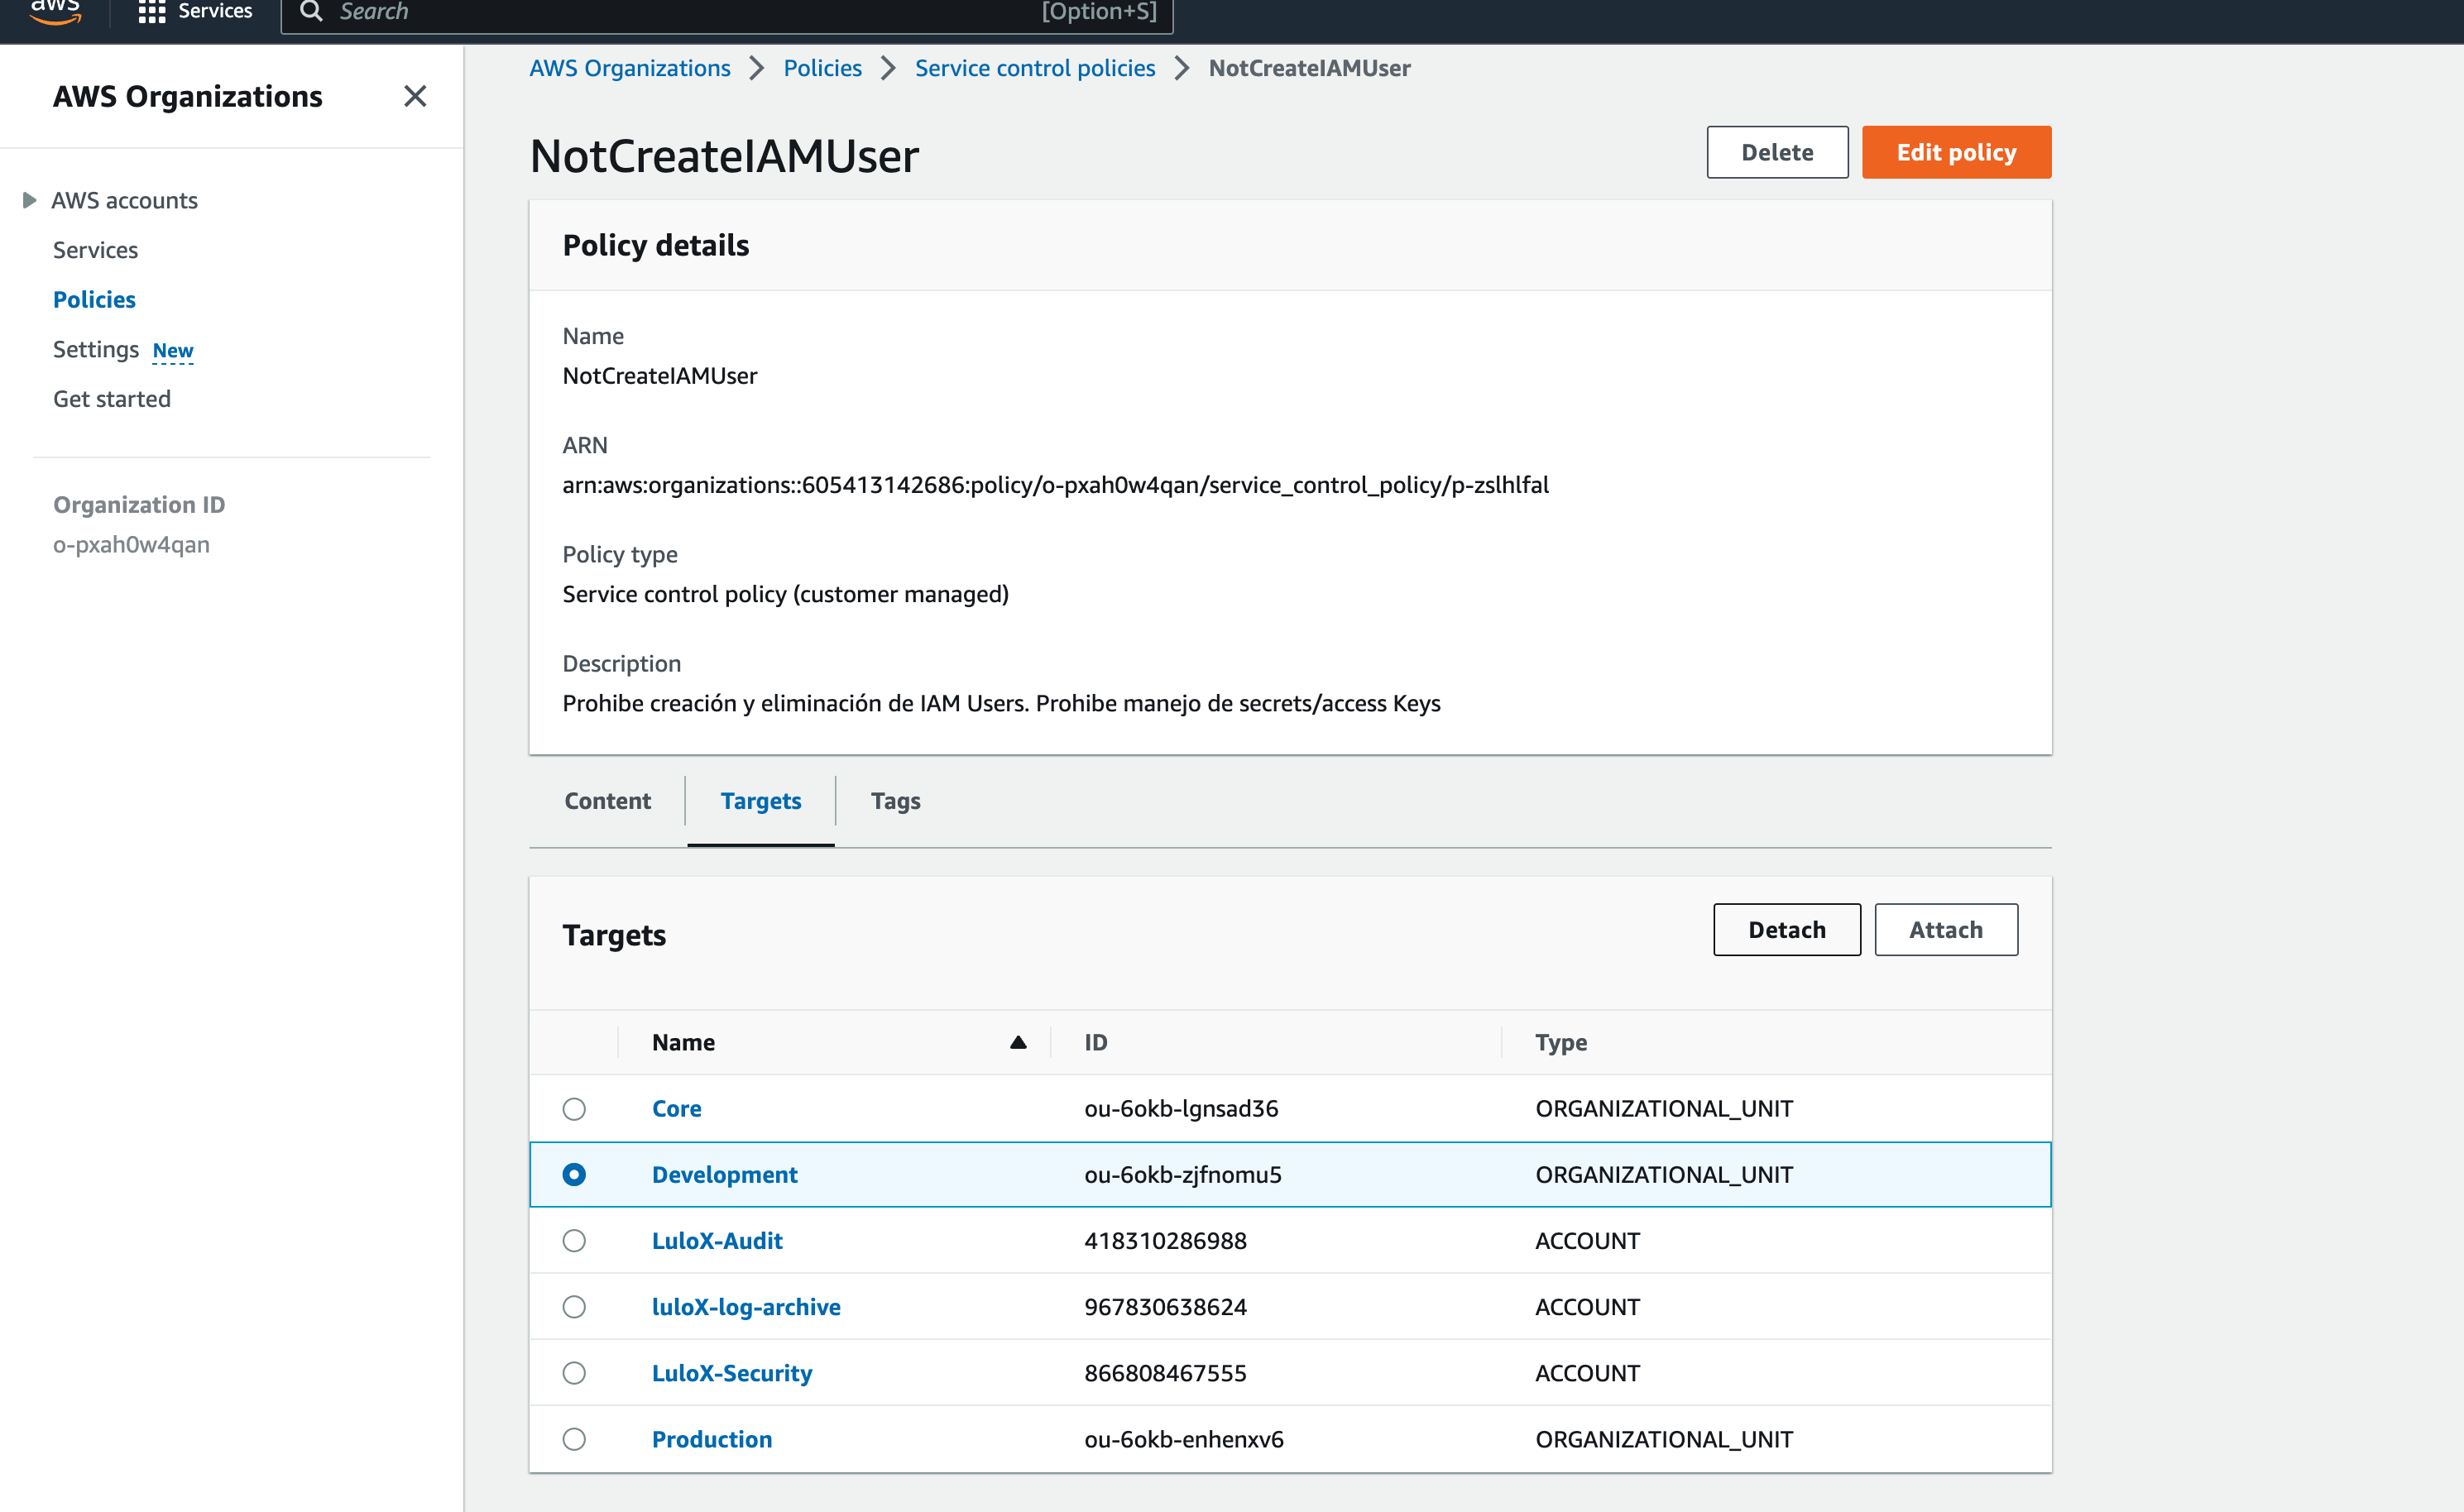 aws
Services
Search
[Option+S]
AWS Organizations
AWS accounts
Services
Policies
Settings New
Get started
Organization ID
o-pxah0w4qan
AWS Organizations > Policies > Service control policies > NotCreateIAMUser
NotCreateIAMUser
Delete
Edit policy
Policy details
Name
NotCreateIAMUser
ARN
arn:aws:organizations::605413142686:policy/o-pxah0w4qan/service_control_policy/p-zslhlfal
Policy type
Service control policy (customer managed)
Description
Prohibe creación y eliminación de IAM Users. Prohibe manejo de secrets/access Keys
Content
Targets
Tags
Targets
Detach
Attach
Name ID Type
Core ou-6okb-lgnsad36 ORGANIZATIONAL_UNIT
Development ou-6okb-zjfnomu5 ORGANIZATIONAL_UNIT
LuloX-Audit 418310286988 ACCOUNT
luloX-log-archive 967830638624 ACCOUNT
LuloX-Security 866808467555 ACCOUNT
Production ou-6okb-enhenxv6 ORGANIZATIONAL_UNIT